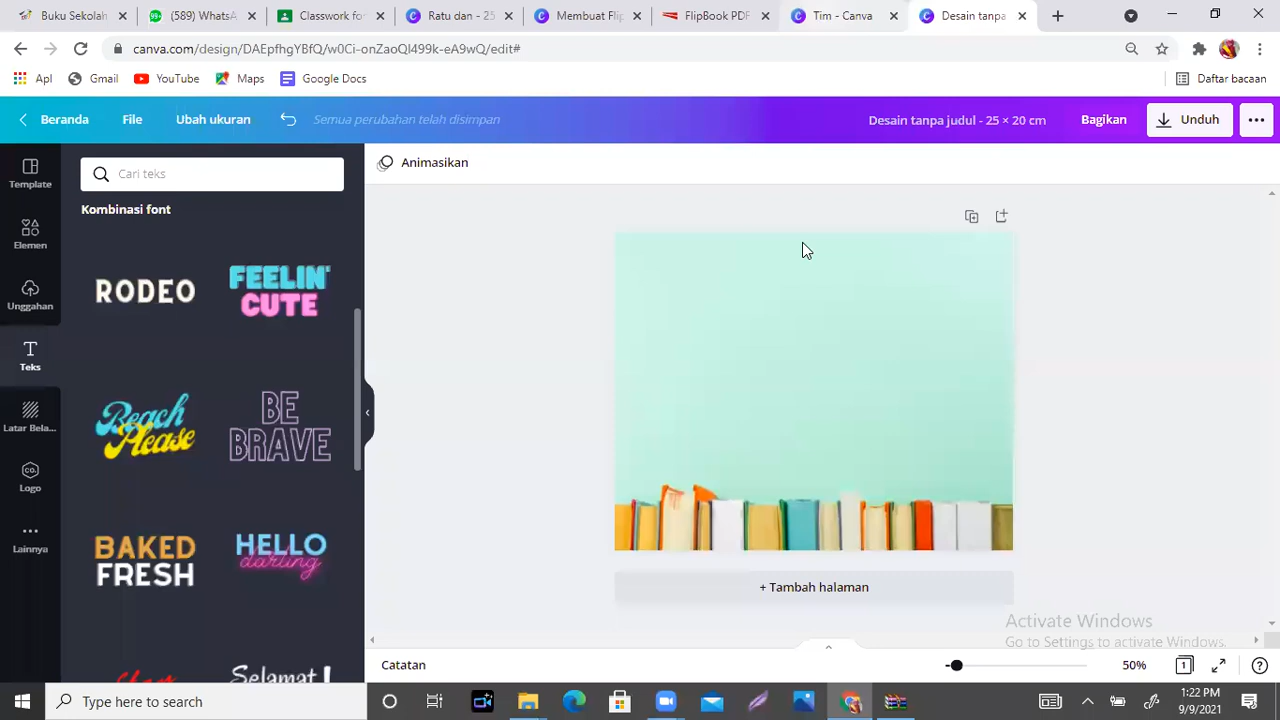 Buku Sekolah
(589) WhatsA
Classwork fo
Ratu dan - 25
Membuat Flip
FlipBook PDF
Tim - Canva
Desain tanpa
canva.com/design/DAEpfhgYBfQ/w0Ci-onZaoQl499k-eA9wQ/edit#
Apl
Gmail
YouTube
Maps
Google Docs
Daftar bacaan
Beranda
File
Ubah ukuran
Semua perubahan telah disimpan
Desain tanpa judul - 25 × 20 cm
Bagikan
Unduh
Template
Elemen
Unggahan
Teks
Latar Bela...
CO.
Logo
Lainnya
Cari teks
Kombinasi font
RODEO
FEELIN'
CUTE
Beach
Please
BE
BRAVE
BAKED
FRESH
HELLO
darling
Selamat!
Animasikan
+ Tambah halaman
Activate Windows
Go to Settings to activate Windows.
Catatan
50%
1
Type here to search
1:22 PM
9/9/2021